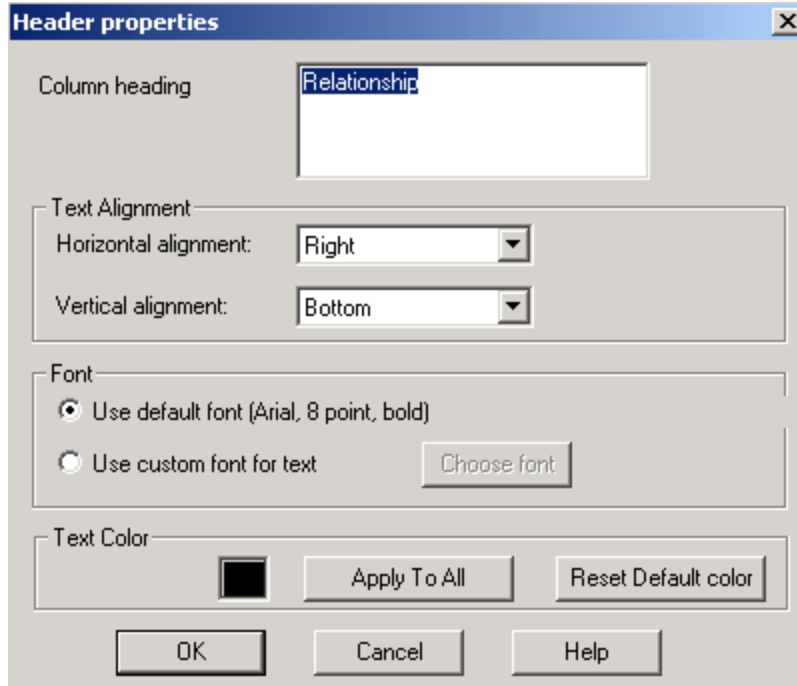 Header properties
Column heading
Relationship
Text Alignment
Horizontal alignment: Right
Vertical alignment: Bottom
Font
Use default font (Arial, 8 point, bold)
Use custom font for text Choose font
Text Color
Apply To All Reset Default color
OK Cancel Help